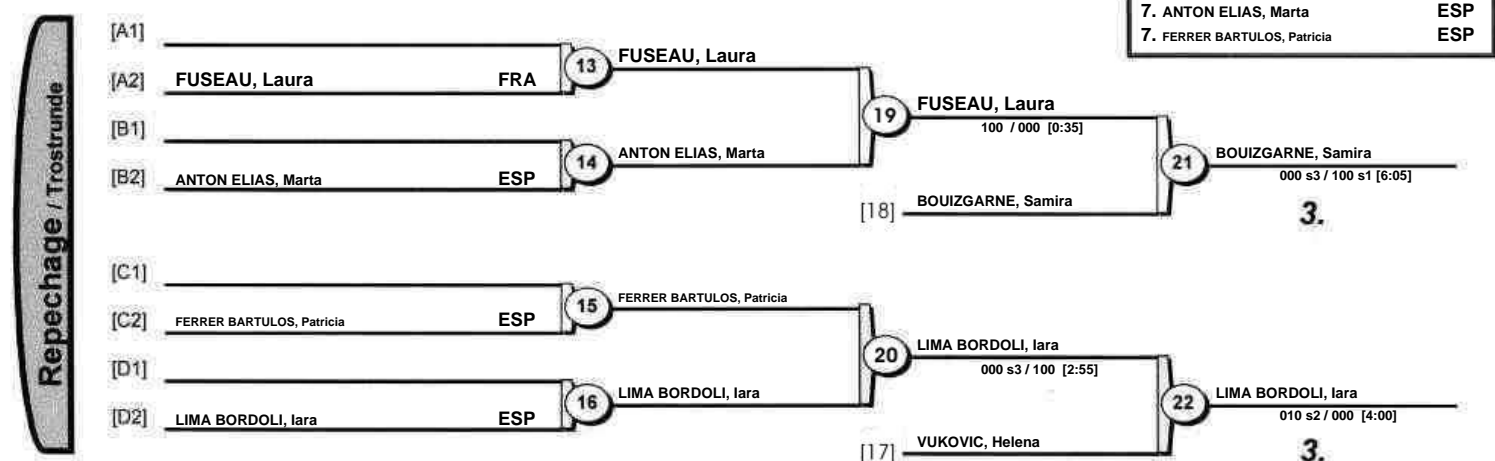 7. ANTON ELIAS, Marta ESP
7. FERRER BARTULOS, Patricia ESP
Repechage / Trostrunde
[A1]
[A2] FUSEAU, Laura FRA
13 FUSEAU, Laura
[B1]
[B2] ANTON ELIAS, Marta ESP
14 ANTON ELIAS, Marta
19 FUSEAU, Laura
100 / 000 [0:35]
[18] BOUIZGARNE, Samira
21 BOUIZGARNE, Samira
000 s3 / 100 s1 [6:05]
3.
[C1]
[C2] FERRER BARTULOS, Patricia ESP
15 FERRER BARTULOS, Patricia
[D1]
[D2] LIMA BORDOLI, Iara ESP
16 LIMA BORDOLI, Iara
20 LIMA BORDOLI, Iara
000 s3 / 100 [2:55]
[17] VUKOVIC, Helena
22 LIMA BORDOLI, Iara
010 s2 / 000 [4:00]
3.